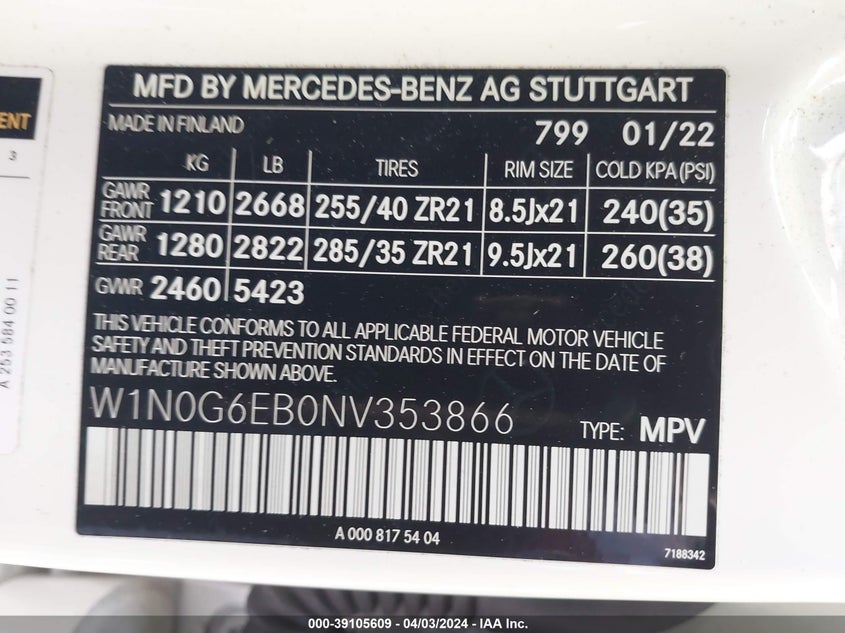 MFD BY MERCEDES-BENZ AG STUTTGART
MADE IN FINLAND 799 01/22
KG LB TIRES RIM SIZE COLD KPA (PSI)
GAWR FRONT 1210 2668 255/40 ZR21 8.5Jx21 240(35)
GAWR REAR 1280 2822 285/35 ZR21 9.5Jx21 260(38)
GVWR 2460 5423
THIS VEHICLE CONFORMS TO ALL APPLICABLE FEDERAL MOTOR VEHICLE
SAFETY AND THEFT PREVENTION STANDARDS IN EFFECT ON THE DATE OF
MANUFACTURE SHOWN ABOVE.
W1N0G6EB0NV353866 TYPE: MPV
A 000 817 54 04
7188342
ENT
3
A 253 584 00 11
000-39105609 - 04/03/2024 - IAA Inc.